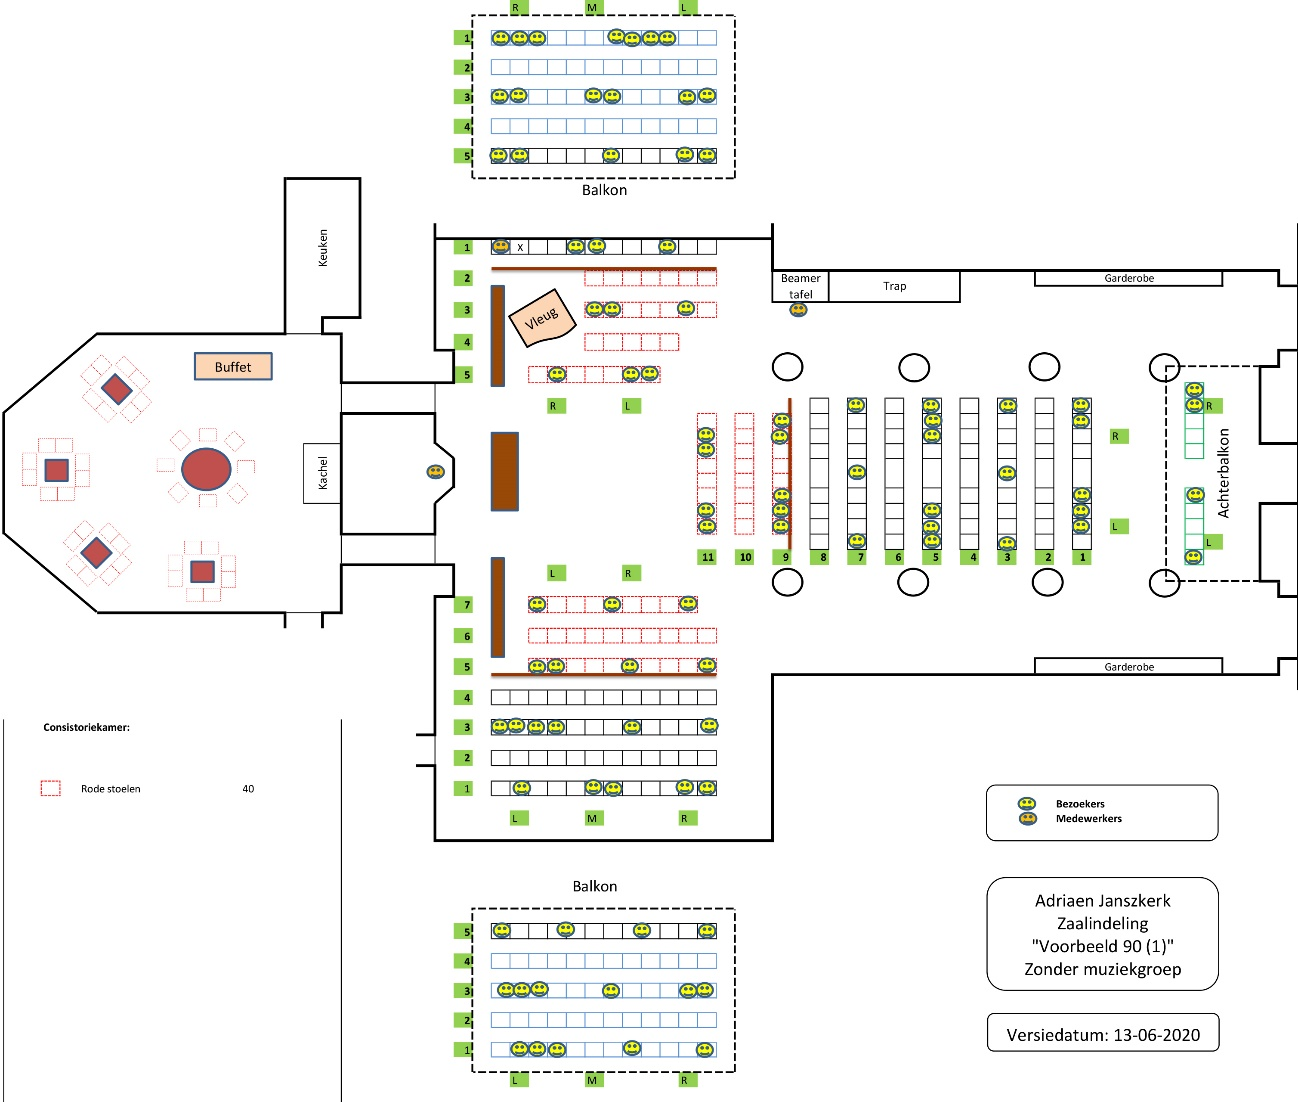 R M L
1
2
3
4
5
Balkon
Keuken
1 X
2
3
4
5
Vleug
R L
Beamer
tafel
Trap
Garderobe
Buffet
Kachel
R
L
R
L
Achterbalkon
11 10 9 8 7 6 5 4 3 2 1
L R
7
6
5
4
3
2
1
L M R
Garderobe
Consistoriekamer:
Rode stoelen 40
Bezoekers
Medewerkers
Balkon
5
4
3
2
1
L M R
Adriaen Janszkerk
Zaalindeling
"Voorbeeld 90 (1)"
Zonder muziekgroep
Versiedatum: 13-06-2020